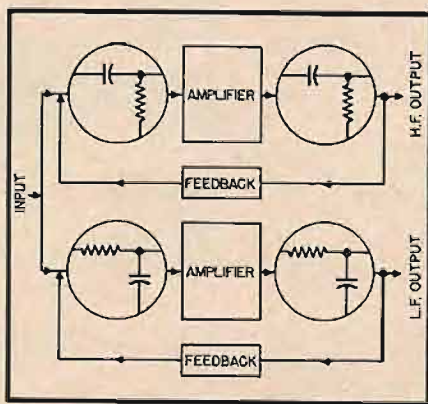 AMPLIFIER
H.F. OUTPUT
FEEDBACK
INPUT
AMPLIFIER
L.F. OUTPUT
FEEDBACK